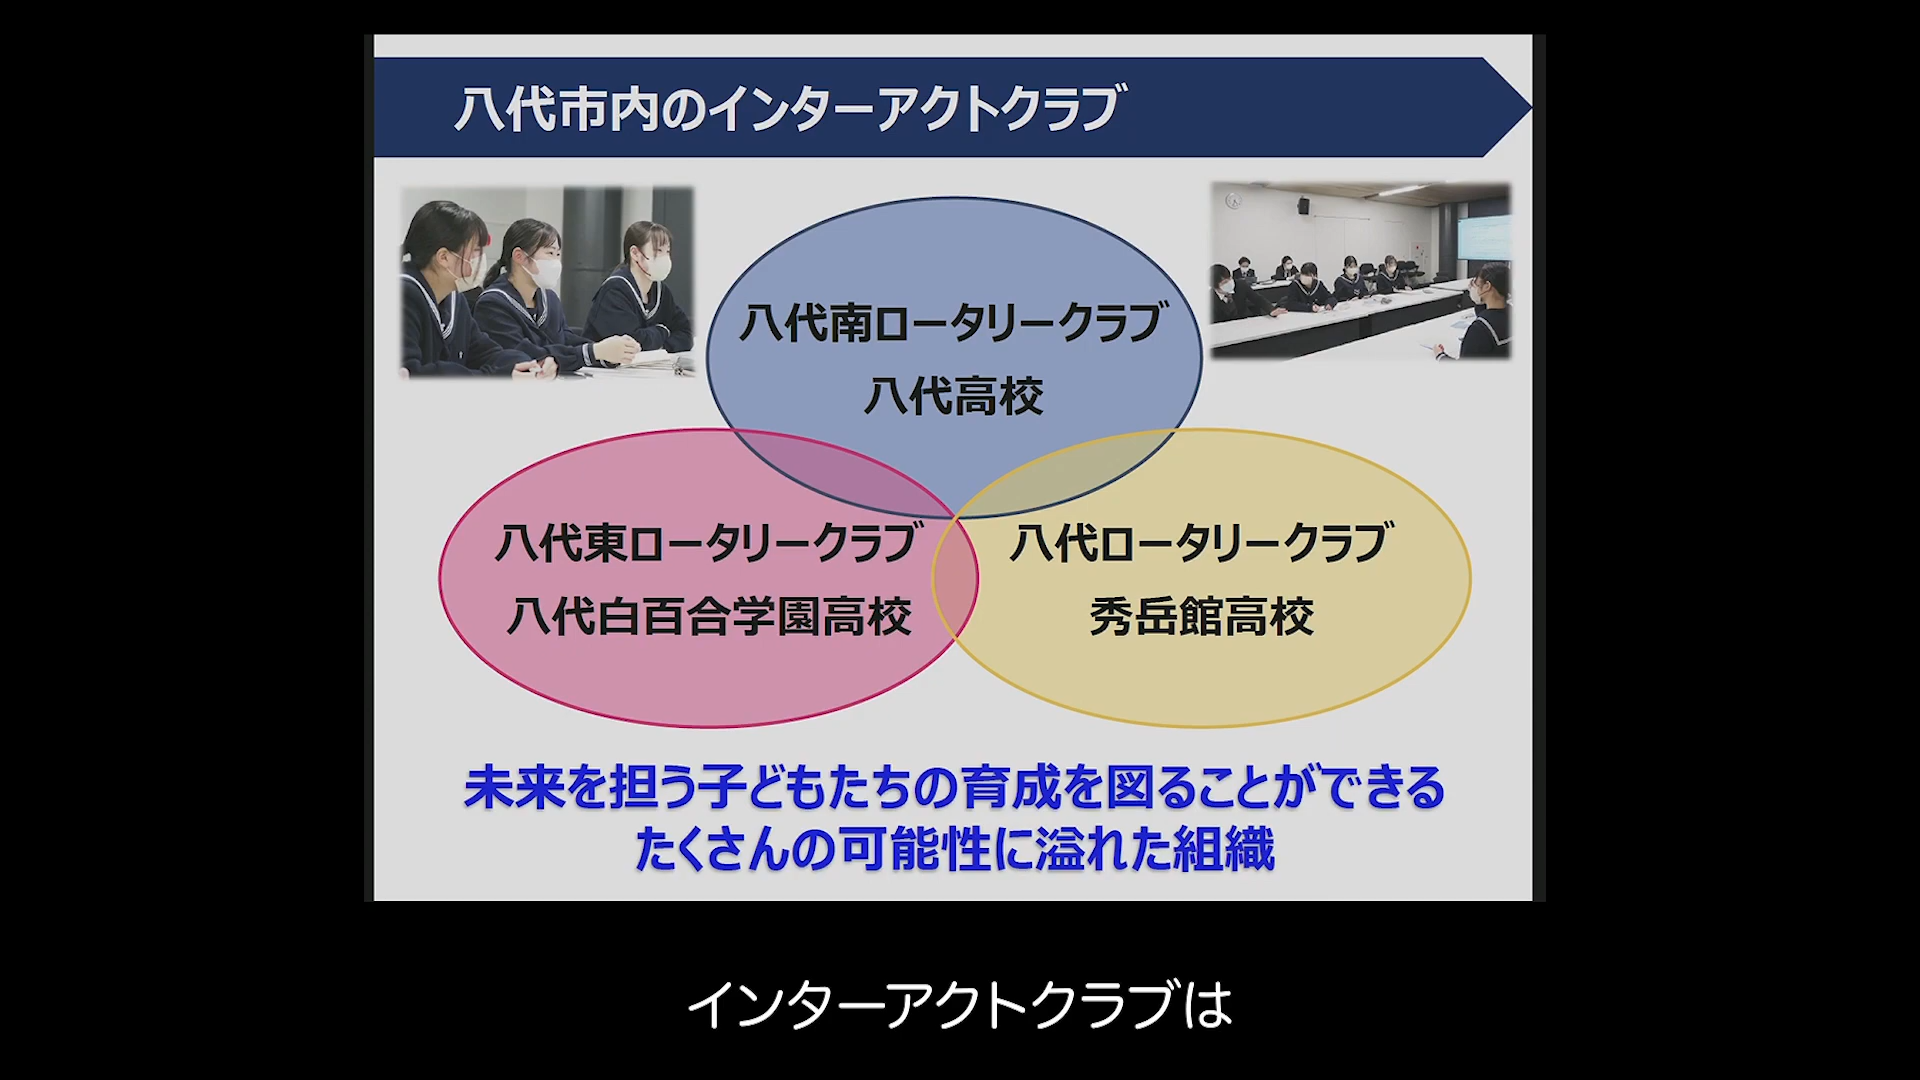 八代市内のインターアクトクラブ
八代南ロータリークラブ
八代高校
八代東ロータリークラブ
八代白百合学園高校
八代ロータリークラブ
秀岳館高校
未来を担う子どもたちの育成を図ることができる
たくさんの可能性に溢れた組織
インターアクトクラブは